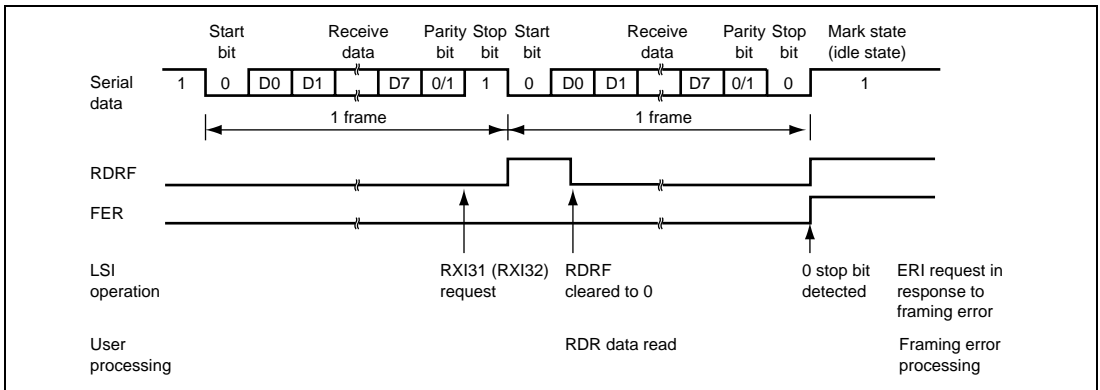 Start bit
Receive data
Parity bit
Stop bit
Start bit
Receive data
Parity bit
Stop bit
Mark state (idle state)
Serial data
1 0 D0 D1 D7 0/1 1 0 D0 D1 D7 0/1 0 1
1 frame 1 frame
RDRF
FER
LSI operation
RXI31 (RXI32) request
RDRF cleared to 0
0 stop bit detected
ERI request in response to framing error
User processing
RDR data read
Framing error processing